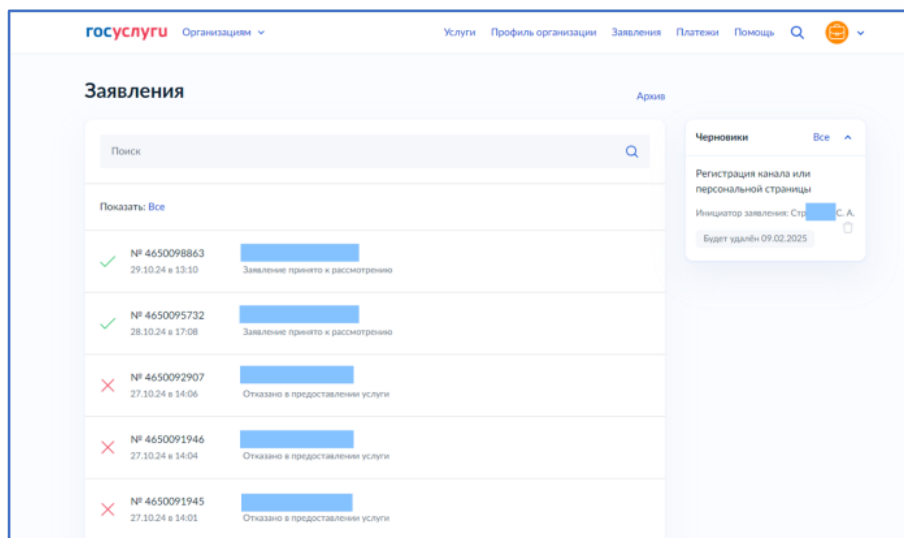 госуслуги Организациям Услуги Профиль организации Заявления Платежи Помощь
Заявления
Архив
Поиск
Показать: Все
№ 4650098863
29.10.24 в 13:10 Заявление принято к рассмотрению
№ 4650095732
28.10.24 в 17:08 Заявление принято к рассмотрению
№ 4650092907
27.10.24 в 14:06 Отказано в предоставлении услуги
№ 4650091946
27.10.24 в 14:04 Отказано в предоставлении услуги
№ 4650091945
27.10.24 в 14:01 Отказано в предоставлении услуги
Черновики Все
Регистрация канала или
персональной страницы
Инициатор заявления: Стр С. А.
Будет удалён 09.02.2025